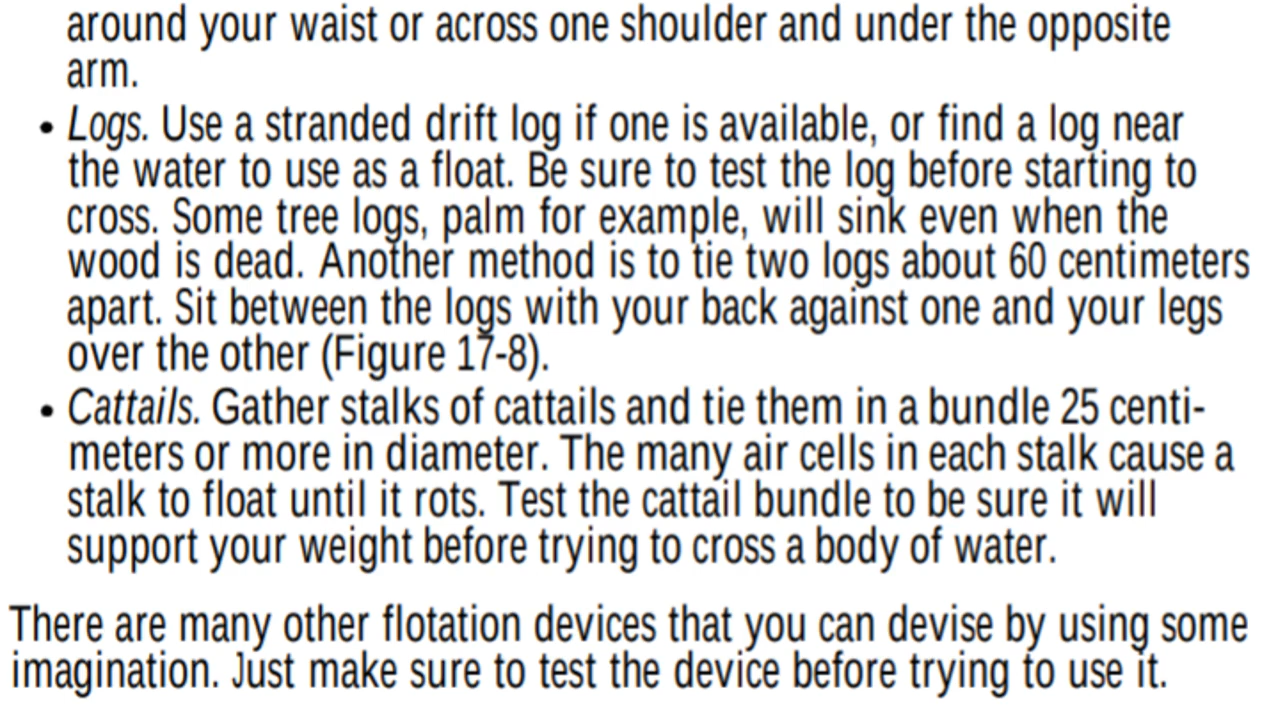 around your waist or across one shoulder and under the opposite
arm.
• Logs. Use a stranded drift log if one is available, or find a log near
the water to use as a float. Be sure to test the log before starting to
cross. Some tree logs, palm for example, will sink even when the
wood is dead. Another method is to tie two logs about 60 centimeters
apart. Sit between the logs with your back against one and your legs
over the other (Figure 17-8).
• Cattails. Gather stalks of cattails and tie them in a bundle 25 centi-
meters or more in diameter. The many air cells in each stalk cause a
stalk to float until it rots. Test the cattail bundle to be sure it will
support your weight before trying to cross a body of water.
There are many other flotation devices that you can devise by using some
imagination. Just make sure to test the device before trying to use it.